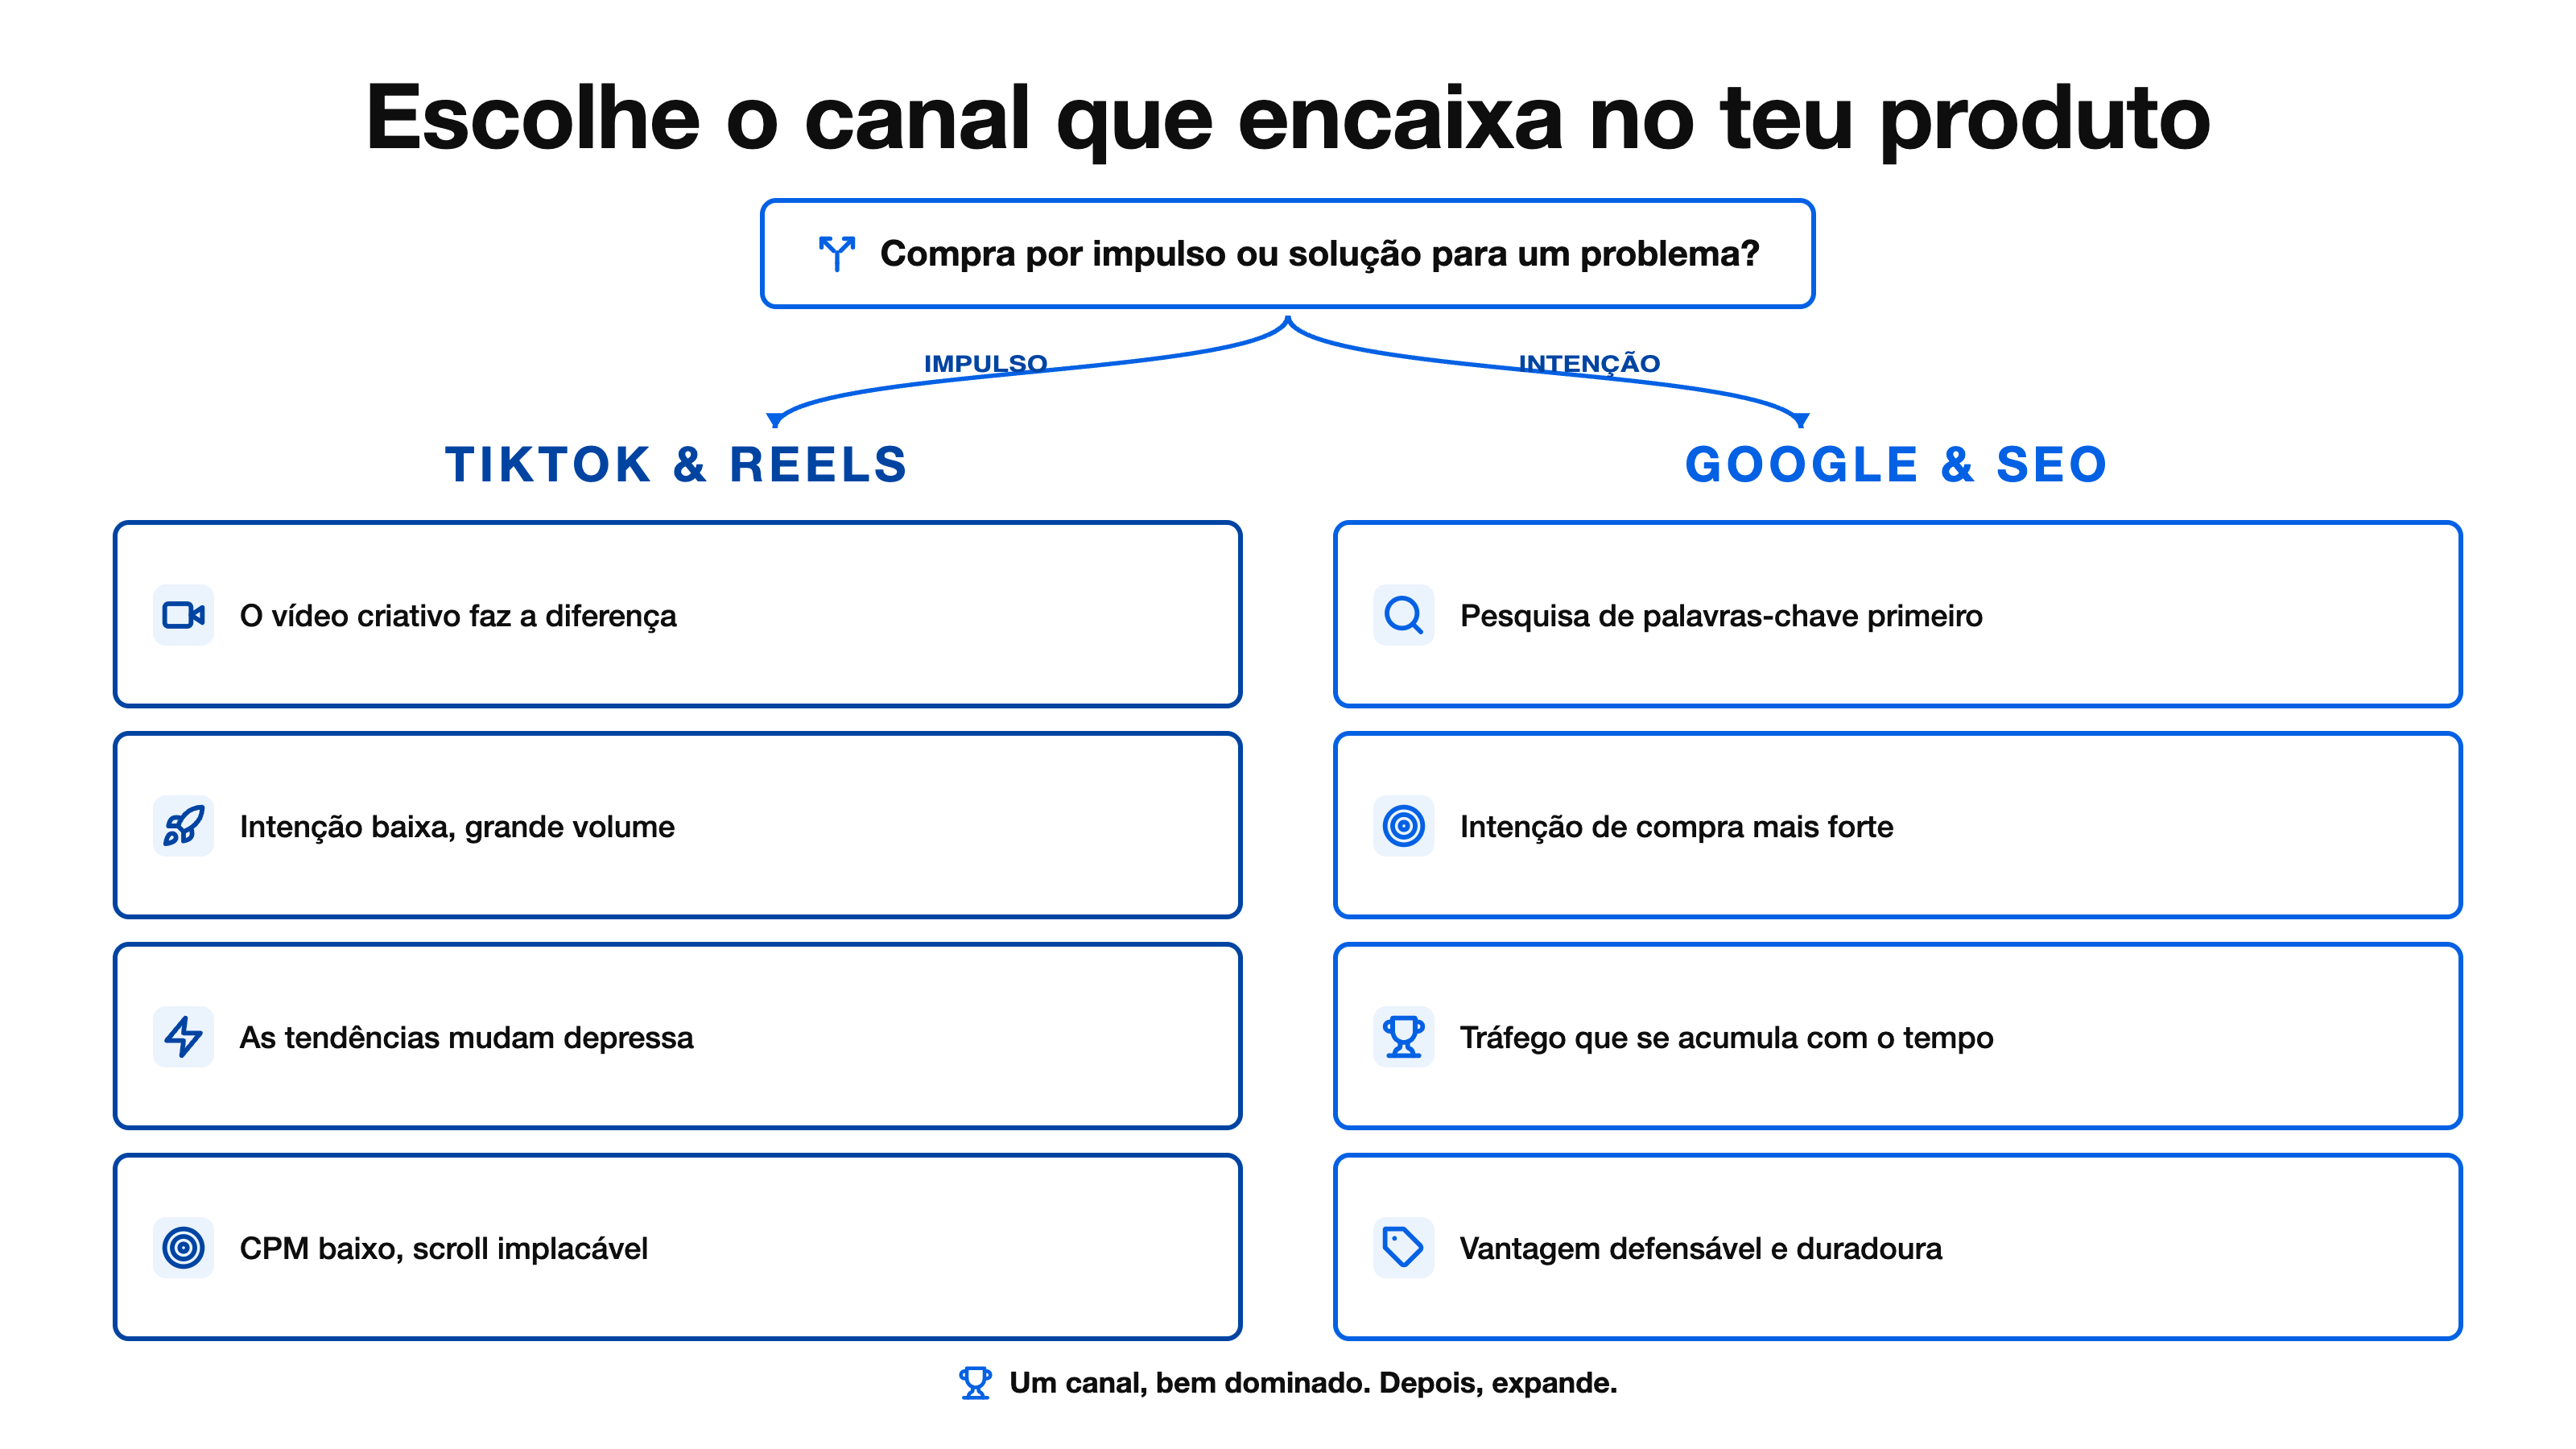 Escolhe o canal que encaixa no teu produto
Compra por impulso ou solução para um problema?
IMPULSO
INTENÇÃO
TIKTOK & REELS
O vídeo criativo faz a diferença
Intenção baixa, grande volume
As tendências mudam depressa
CPM baixo, scroll implacável
GOOGLE & SEO
Pesquisa de palavras-chave primeiro
Intenção de compra mais forte
Tráfego que se acumula com o tempo
Vantagem defensável e duradoura
Um canal, bem dominado. Depois, expande.